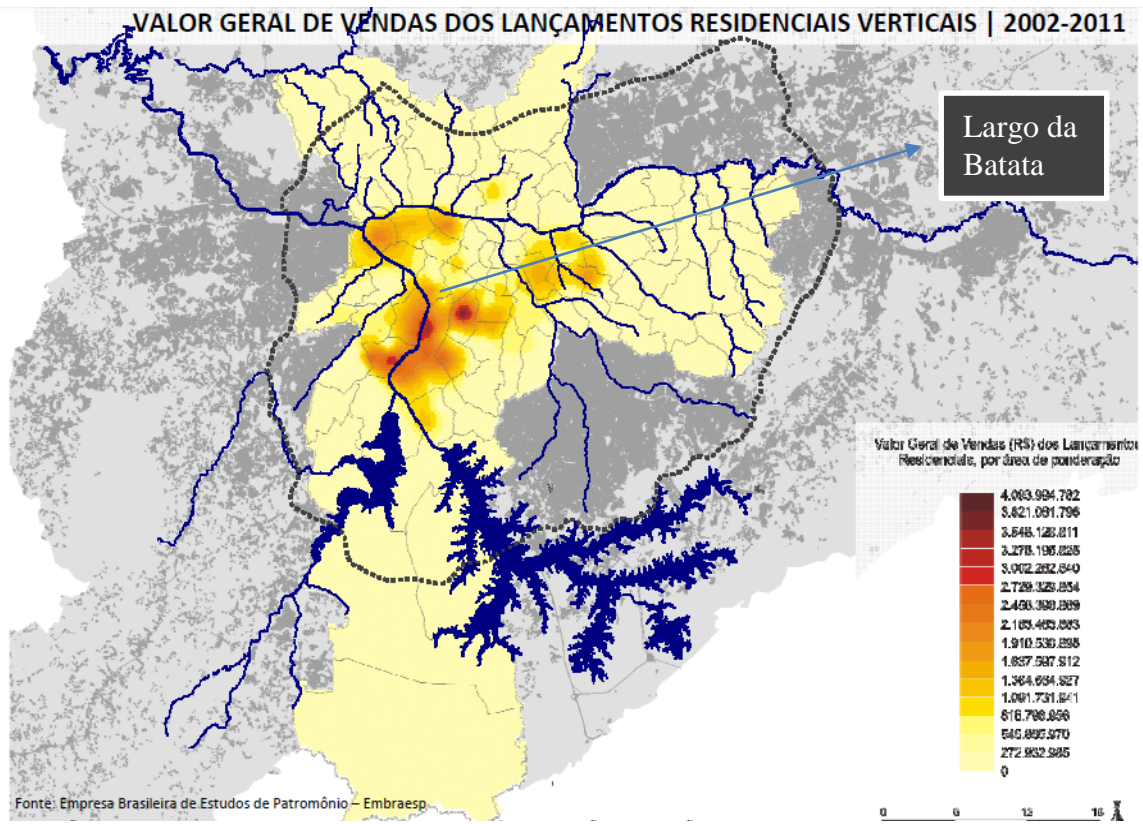 VALOR GERAL DE VENDAS DOS LANÇAMENTOS RESIDENCIAIS VERTICAIS | 2002-2011
Largo da
Batata
Valor Geral de Vendas (R$) dos Lançamentos
Residenciais, por área de ponderação
4.093.994.782
3.821.061.796
3.548.128.811
3.275.195.825
3.002.262.840
2.729.329.854
2.456.396.869
2.183.463.883
1.910.530.898
1.637.597.912
1.364.664.927
1.091.731.941
818.798.956
545.865.970
272.932.985
0
Fonte: Empresa Brasileira de Estudos de Patromônio – Embraesp
0 6 12 18